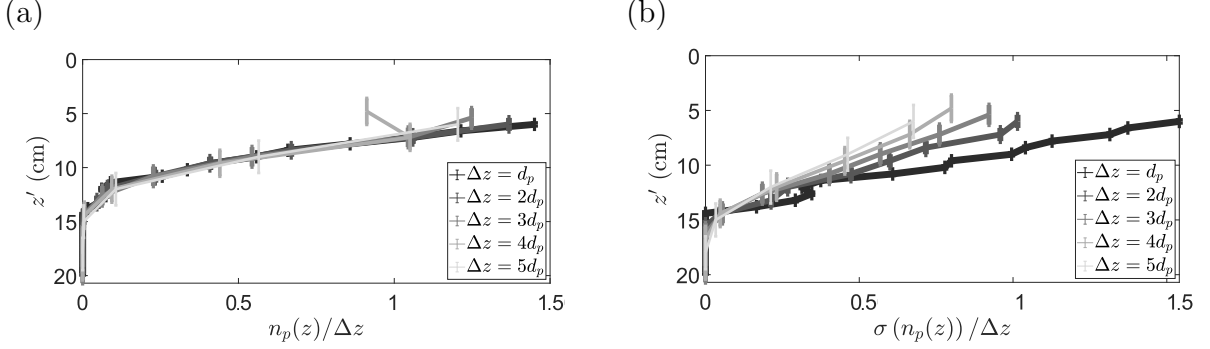 (a)
0
5
10
15
20
z′ (cm)
0 0.5 1 1.5
n_p(z)/Δz
Δz = d_p
Δz = 2d_p
Δz = 3d_p
Δz = 4d_p
Δz = 5d_p
(b)
0
5
10
15
20
z′ (cm)
0 0.5 1 1.5
σ (n_p(z)) /Δz
Δz = d_p
Δz = 2d_p
Δz = 3d_p
Δz = 4d_p
Δz = 5d_p